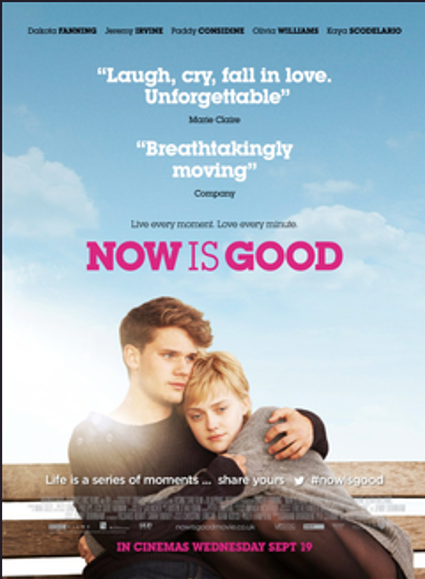 Dakota FANNING Jeremy IRVINE Paddy CONSIDINE Olivia WILLIAMS Kaya SCODELARIO
“Laugh, cry, fall in love.
Unforgettable”
Marie Claire
“Breathtakingly
moving”
Company
Live every moment. Love every minute.
NOW IS GOOD
Life is a series of moments ... share yours #nowisgood
nowisgoodmovie.co.uk
IN CINEMAS WEDNESDAY SEPT 19